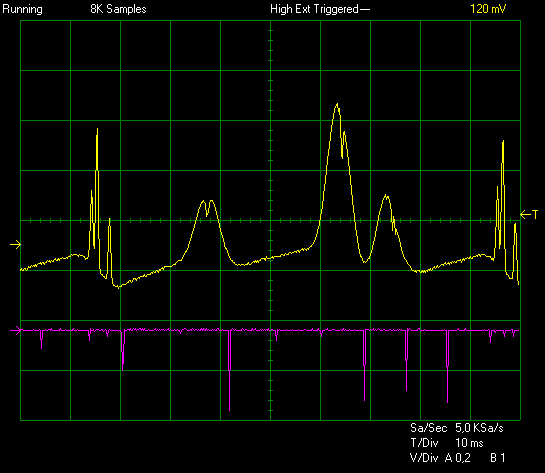 Running 8K Samples High Ext Triggered— 120 mV
T
Sa/Sec 5,0 KSa/s
T/Div 10 ms
V/Div A 0,2 B 1